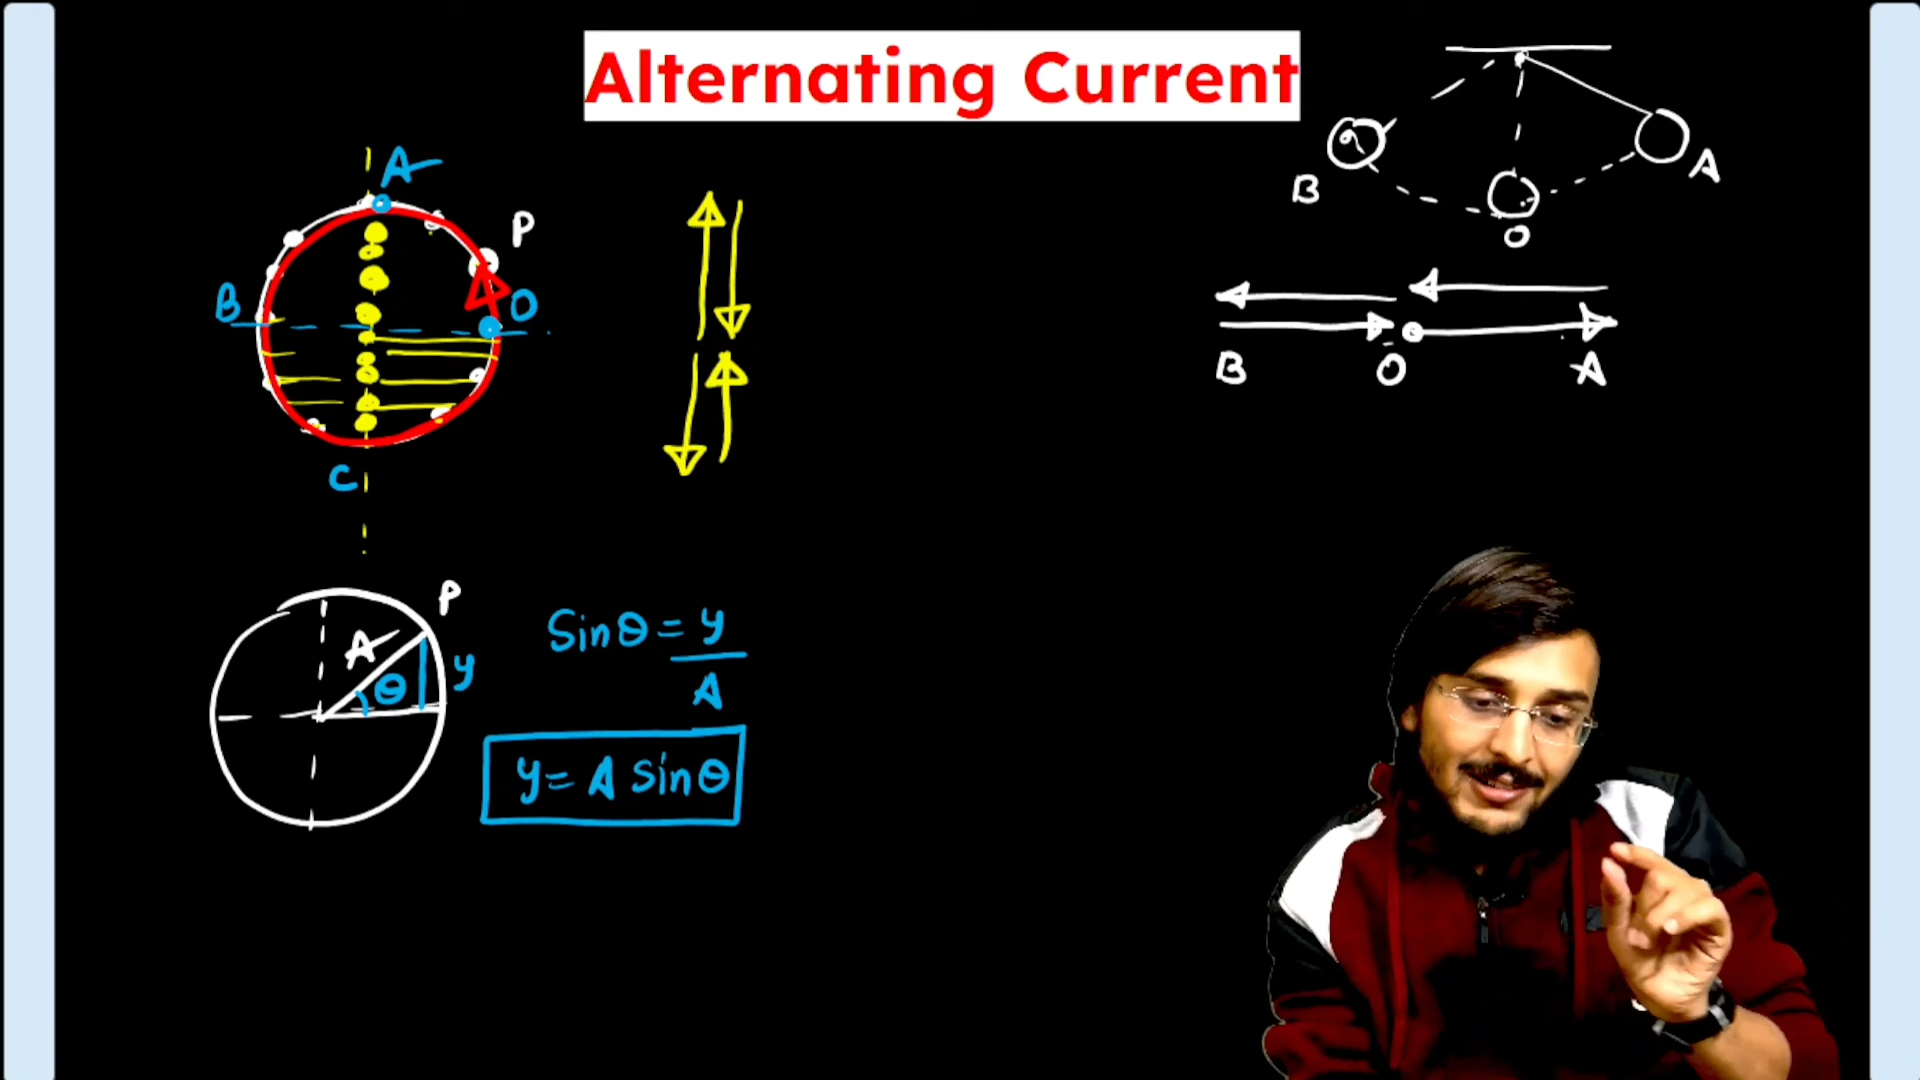 Alternating Current
B
O
A
B
O
A
A
P
B
O
C
P
A
θ
y
Sinθ = y
A
y = A Sinθ